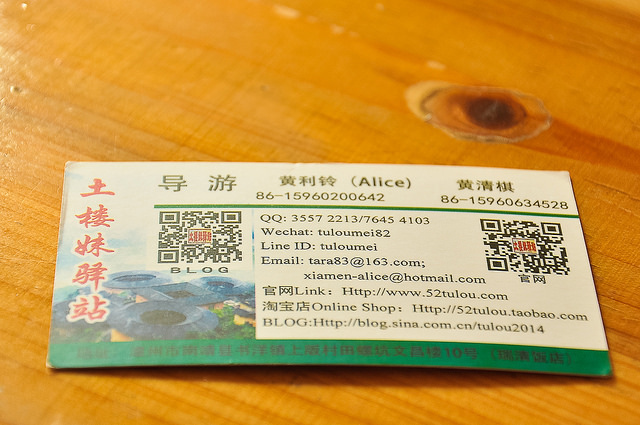 土楼妹驿站
导 游 黄利铃（Alice） 黄清棋
86-15960200642 86-15960634528
QQ: 3557 2213/7645 4103
Wechat: tuloumei82
Line ID: tuloumei
Email: tara83@163.com;
xiamen-alice@hotmail.com
BLOG
官网
官网Link：Http://www.52tulou.com
淘宝店Online Shop：Http://52tulou.taobao.com
BLOG:Http://blog.sina.com.cn/tulou2014